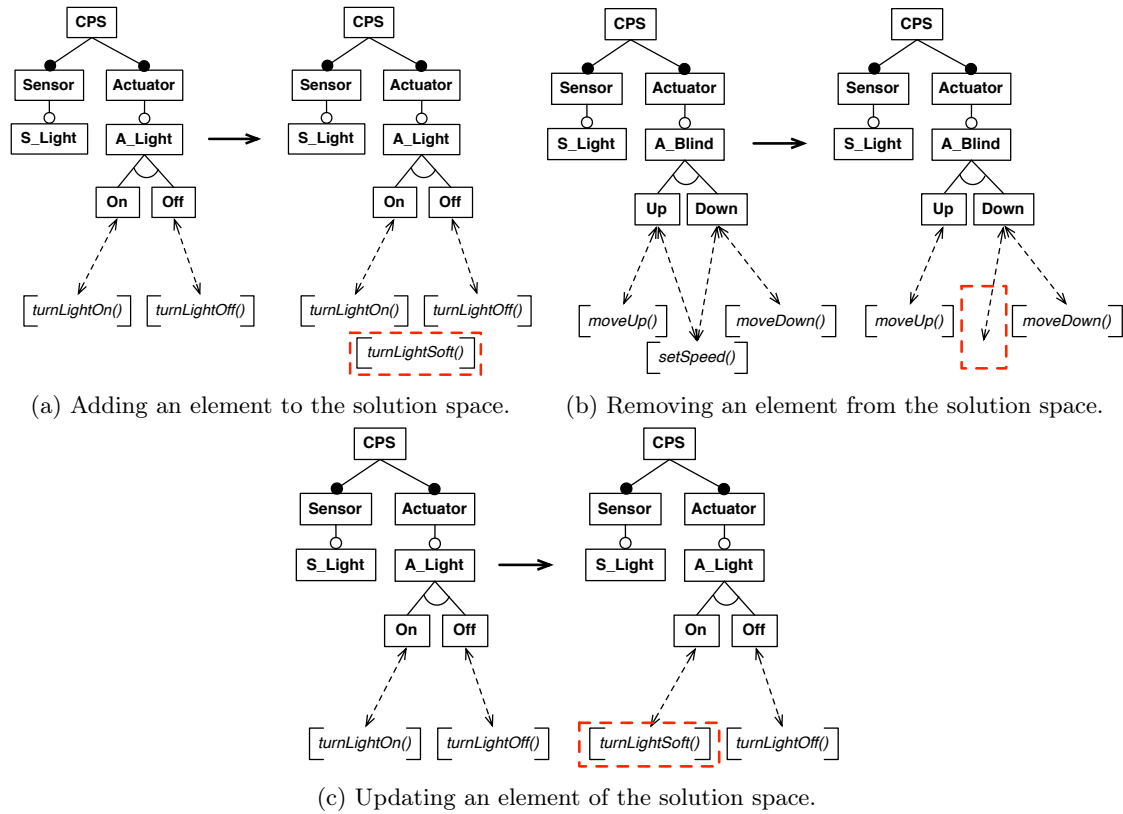 CPS
Sensor
Actuator
S_Light
A_Light
On
Off
turnLightOn()
turnLightOff()
CPS
Sensor
Actuator
S_Light
A_Light
On
Off
turnLightOn()
turnLightOff()
turnLightSoft()
(a) Adding an element to the solution space.
CPS
Sensor
Actuator
S_Light
A_Blind
Up
Down
moveUp()
moveDown()
setSpeed()
CPS
Sensor
Actuator
S_Light
A_Blind
Up
Down
moveUp()
moveDown()
(b) Removing an element from the solution space.
CPS
Sensor
Actuator
S_Light
A_Light
On
Off
turnLightOn()
turnLightOff()
CPS
Sensor
Actuator
S_Light
A_Light
On
Off
turnLightSoft()
turnLightOff()
(c) Updating an element of the solution space.